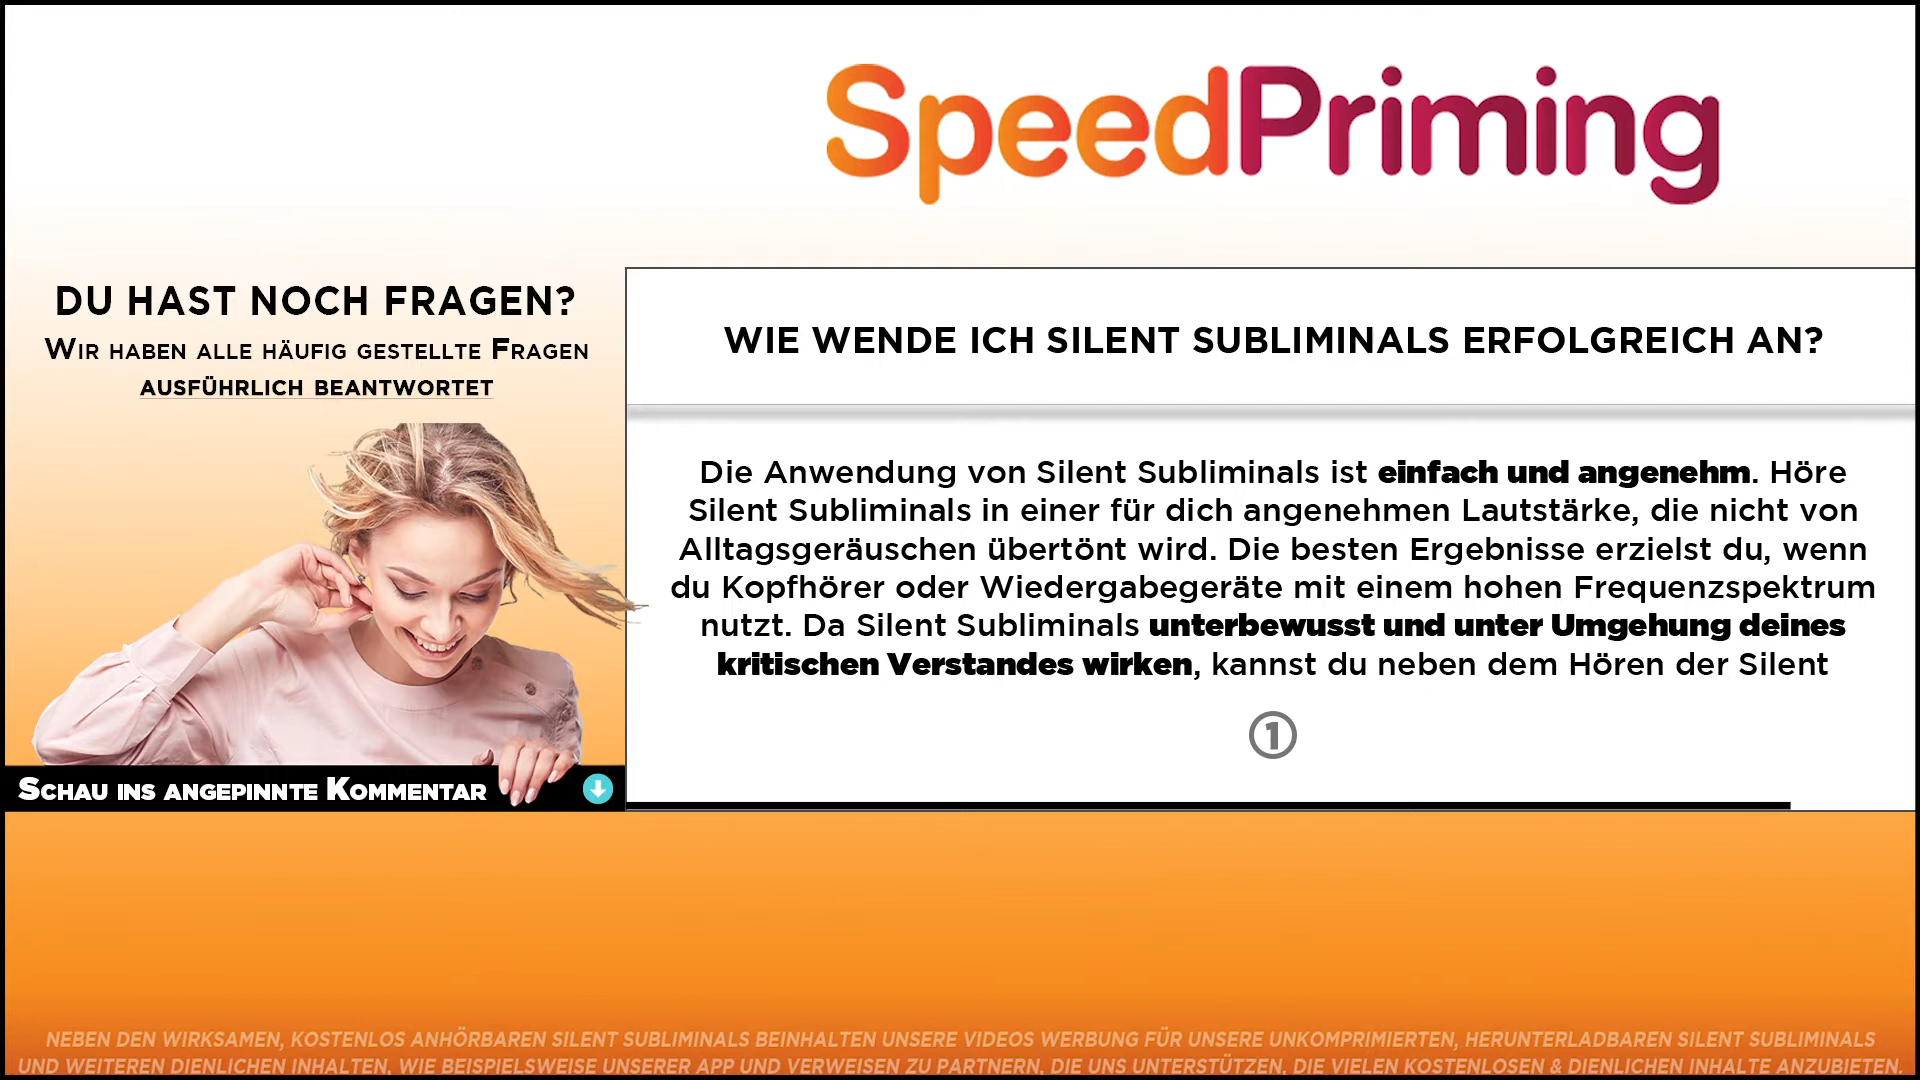 SpeedPriming
DU HAST NOCH FRAGEN?
WIR HABEN ALLE HÄUFIG GESTELLTE FRAGEN
AUSFÜHRLICH BEANTWORTET
SCHAU INS ANGEPINNTE KOMMENTAR
WIE WENDE ICH SILENT SUBLIMINALS ERFOLGREICH AN?
Die Anwendung von Silent Subliminals ist einfach und angenehm. Höre
Silent Subliminals in einer für dich angenehmen Lautstärke, die nicht von
Alltagsgeräuschen übertönt wird. Die besten Ergebnisse erzielst du, wenn
du Kopfhörer oder Wiedergabegeräte mit einem hohen Frequenzspektrum
nutzt. Da Silent Subliminals unterbewusst und unter Umgehung deines
kritischen Verstandes wirken, kannst du neben dem Hören der Silent
1
NEBEN DEN WIRKSAMEN, KOSTENLOS ANHÖRBAREN SILENT SUBLIMINALS BEINHALTEN UNSERE VIDEOS WERBUNG FÜR UNSERE UNKOMPRIMIERTEN, HERUNTERLADBAREN SILENT SUBLIMINALS
UND WEITEREN DIENLICHEN INHALTEN, WIE BEISPIELSWEISE UNSERER APP UND VERWEISEN ZU PARTNERN, DIE UNS UNTERSTÜTZEN, DIE VIELEN KOSTENLOSEN & DIENLICHEN INHALTE ANZUBIETEN.